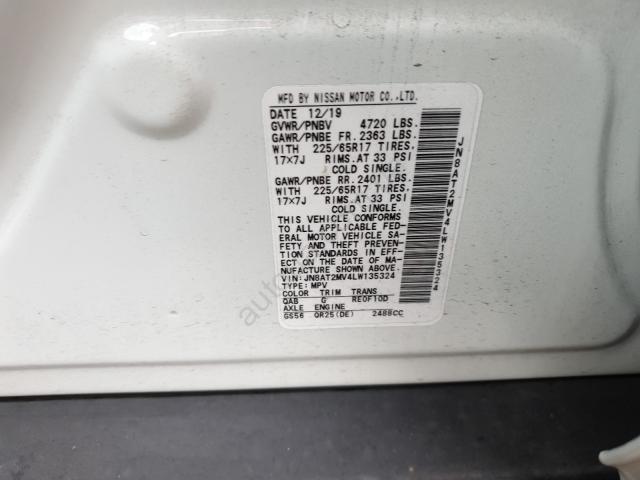 MFD BY NISSAN MOTOR CO.,LTD.
DATE 12/19
GVWR/PNBV 4720 LBS.
GAWR/PNBE FR. 2363 LBS.
WITH 225/65R17 TIRES.
17×7J RIMS.AT 33 PSI
COLD SINGLE.
GAWR/PNBE RR. 2401 LBS.
WITH 225/65R17 TIRES.
17×7J RIMS.AT 33 PSI
COLD SINGLE.
THIS VEHICLE CONFORMS
TO ALL APPLICABLE FED-
ERAL MOTOR VEHICLE SA-
FETY AND THEFT PREVEN-
TION STANDARDS IN EFF-
ECT ON THE DATE OF MA-
NUFACTURE SHOWN ABOVE.
VIN:JN8AT2MV4LW135324
TYPE: MPV
COLOR TRIM TRANS
QAB G RE0F10D
AXLE ENGINE
GS56 QR25(DE) 2488CC
JN8AT2MV4LW135324